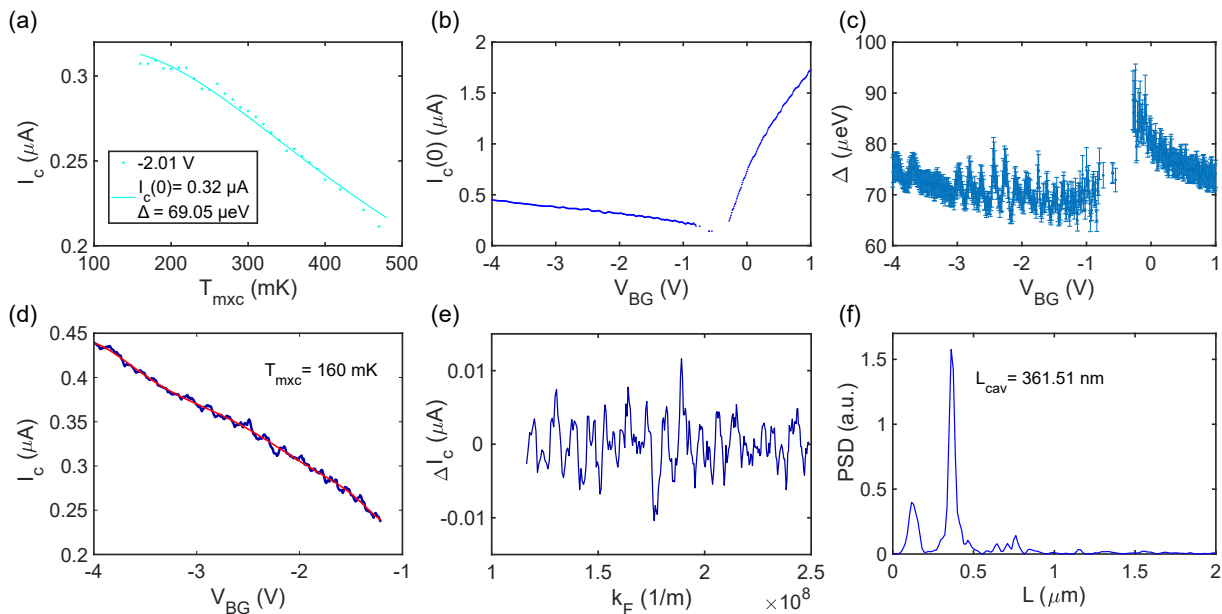 (a)
0.3
0.25
0.2
100
200
300
400
500
I_c (μA)
T_mxc (mK)
-2.01 V
I_c(0)= 0.32 μA
Δ = 69.05 μeV
(b)
2
1.5
1
0.5
0
-4
-3
-2
-1
0
1
I_c(0) (μA)
V_BG (V)
(c)
100
90
80
70
60
-4
-3
-2
-1
0
1
Δ (μeV)
V_BG (V)
(d)
0.45
0.4
0.35
0.3
0.25
0.2
-4
-3
-2
-1
I_c (μA)
V_BG (V)
T_mxc= 160 mK
(e)
0.01
0
-0.01
1
1.5
2
2.5
Δ I_c (μA)
k_F (1/m)
×10^8
(f)
1.5
1
0.5
0
0
0.5
1.0
1.5
2
PSD (a.u.)
L (μm)
L_cav= 361.51 nm